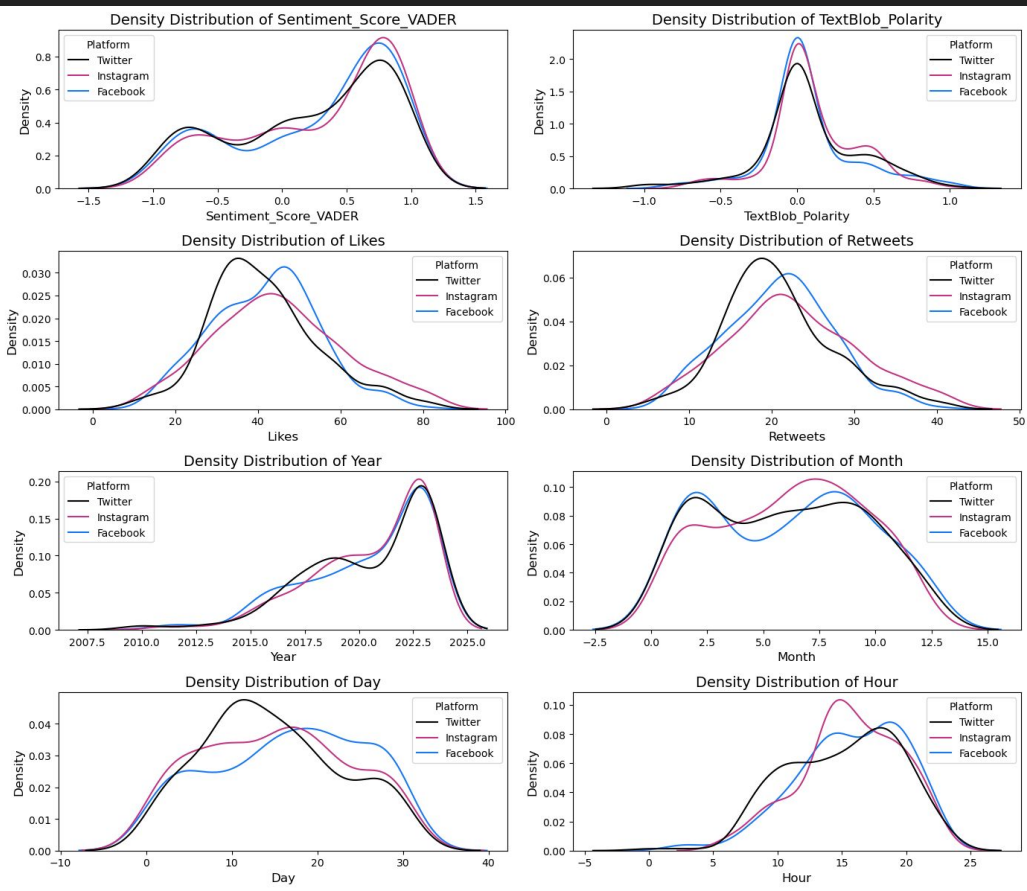 Density Distribution of Sentiment_Score_VADER
Density
0.8
0.6
0.4
0.2
0.0
Platform
Twitter
Instagram
Facebook
−1.5 −1.0 −0.5 0.0 0.5 1.0 1.5
Sentiment_Score_VADER
Density Distribution of TextBlob_Polarity
Density
2.0
1.5
1.0
0.5
0.0
Platform
Twitter
Instagram
Facebook
−1.0 −0.5 0.0 0.5 1.0
TextBlob_Polarity
Density Distribution of Likes
Density
0.030
0.025
0.020
0.015
0.010
0.005
0.000
Platform
Twitter
Instagram
Facebook
0 20 40 60 80 100
Likes
Density Distribution of Retweets
Density
0.06
0.04
0.02
0.00
Platform
Twitter
Instagram
Facebook
0 10 20 30 40 50
Retweets
Density Distribution of Year
Density
0.20
0.15
0.10
0.05
0.00
Platform
Twitter
Instagram
Facebook
2007.5 2010.0 2012.5 2015.0 2017.5 2020.0 2022.5 2025.0
Year
Density Distribution of Month
Density
0.10
0.08
0.06
0.04
0.02
0.00
Platform
Twitter
Instagram
Facebook
−2.5 0.0 2.5 5.0 7.5 10.0 12.5 15.0
Month
Density Distribution of Day
Density
0.04
0.03
0.02
0.01
0.00
Platform
Twitter
Instagram
Facebook
−10 0 10 20 30 40
Day
Density Distribution of Hour
Density
0.10
0.08
0.06
0.04
0.02
0.00
Platform
Twitter
Instagram
Facebook
−5 0 5 10 15 20 25
Hour